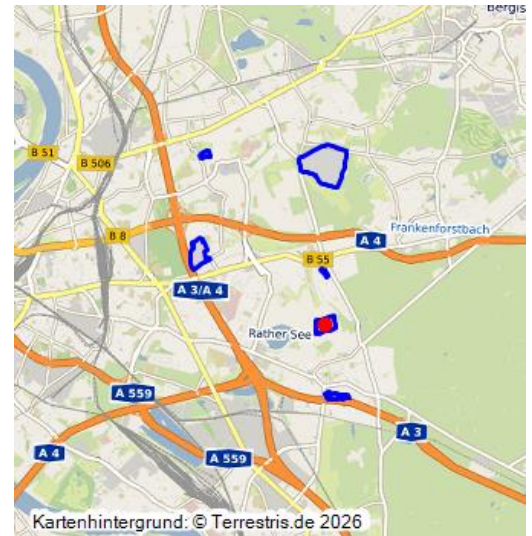 Bergis
B 51
B 506
B 8
Frankenforstbach
A 4
B 55
A 3/A 4
Rather See
A 559
A 3
A 4
A 559
Kartenhintergrund: © Terrestris.de 2026